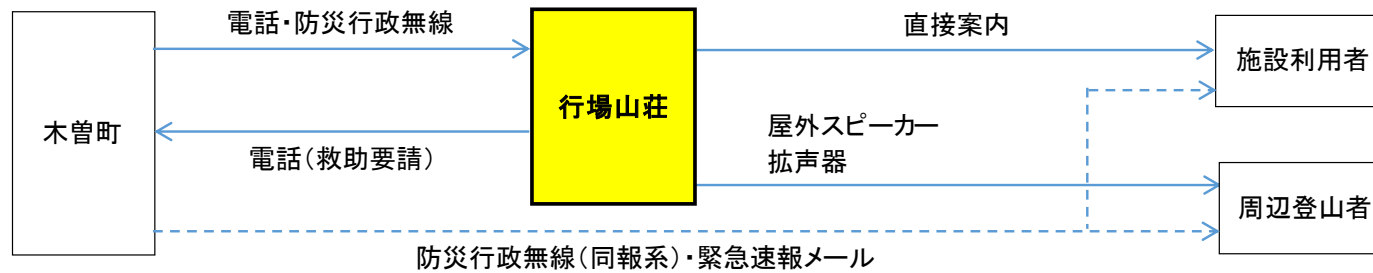 電話・防災行政無線
直接案内
木曽町
行場山荘
施設利用者
電話（救助要請）
屋外スピーカー
拡声器
周辺登山者
防災行政無線（同報系）・緊急速報メール